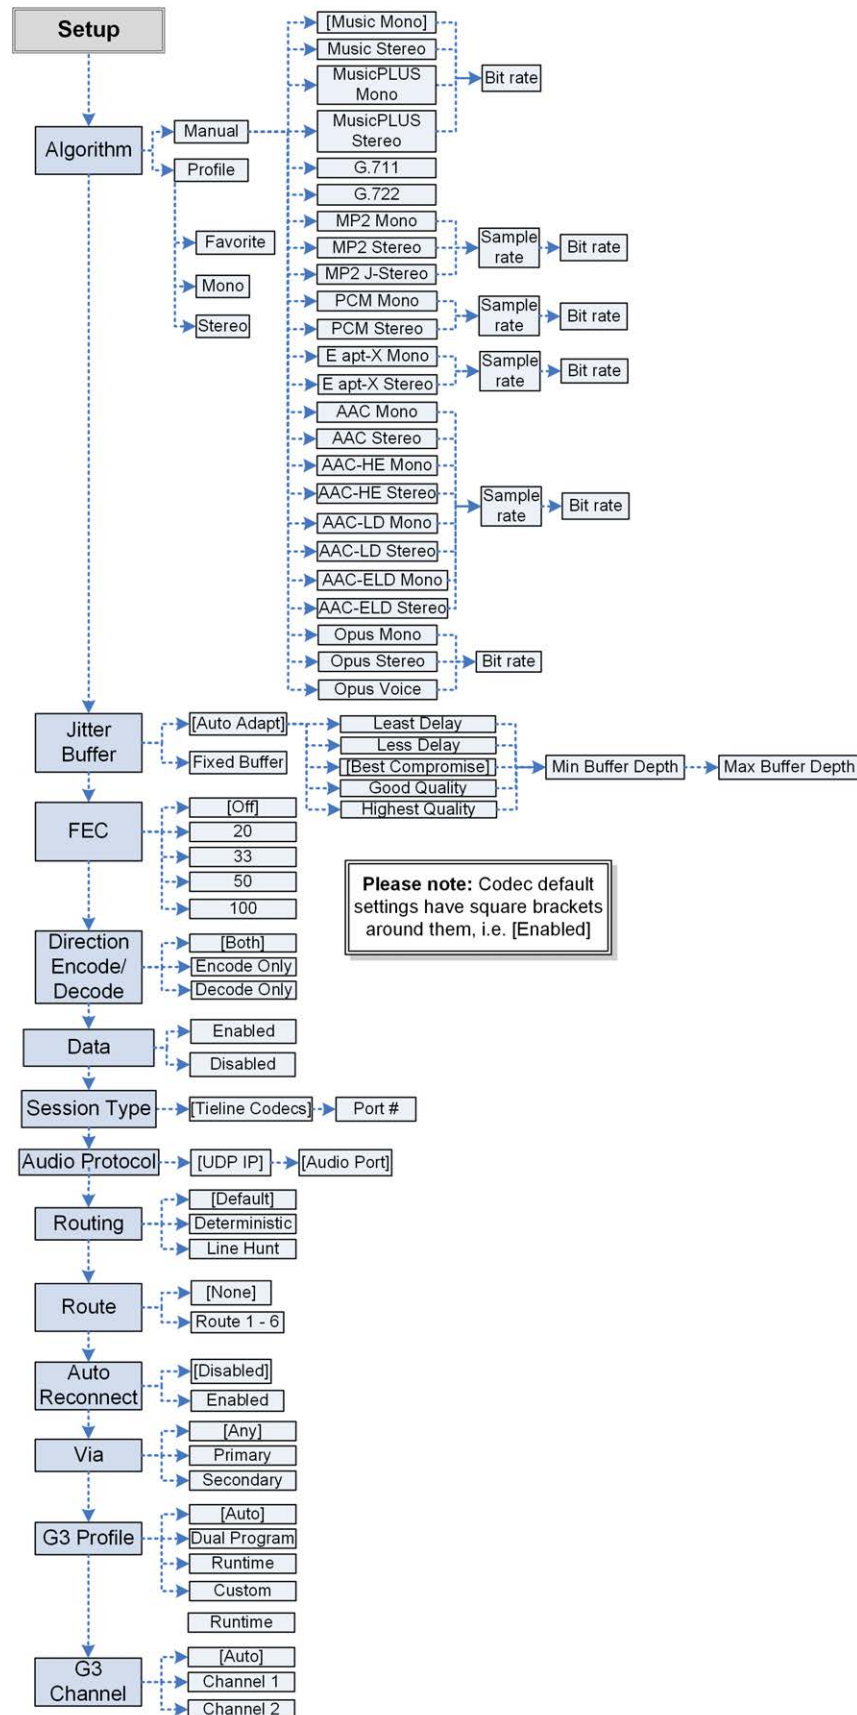 Setup
Algorithm
Manual
Profile
Favorite
Mono
Stereo
[Music Mono]
Music Stereo
MusicPLUS
Mono
MusicPLUS
Stereo
Bit rate
G.711
G.722
MP2 Mono
MP2 Stereo
MP2 J-Stereo
Sample
rate
Bit rate
PCM Mono
PCM Stereo
Sample
rate
Bit rate
E apt-X Mono
E apt-X Stereo
Sample
rate
Bit rate
AAC Mono
AAC Stereo
AAC-HE Mono
AAC-HE Stereo
AAC-LD Mono
AAC-LD Stereo
AAC-ELD Mono
AAC-ELD Stereo
Sample
rate
Bit rate
Opus Mono
Opus Stereo
Opus Voice
Bit rate
Jitter
Buffer
[Auto Adapt]
Fixed Buffer
Least Delay
Less Delay
[Best Compromise]
Good Quality
Highest Quality
Min Buffer Depth
Max Buffer Depth
FEC
[Off]
20
33
50
100
Please note: Codec default
settings have square brackets
around them, i.e. [Enabled]
Direction
Encode/
Decode
[Both]
Encode Only
Decode Only
Data
Enabled
Disabled
Session Type
[Tieline Codecs]
Port #
Audio Protocol
[UDP IP]
[Audio Port]
Routing
[Default]
Deterministic
Line Hunt
Route
[None]
Route 1 - 6
Auto
Reconnect
[Disabled]
Enabled
Via
[Any]
Primary
Secondary
G3 Profile
[Auto]
Dual Program
Runtime
Custom
Runtime
G3
Channel
[Auto]
Channel 1
Channel 2